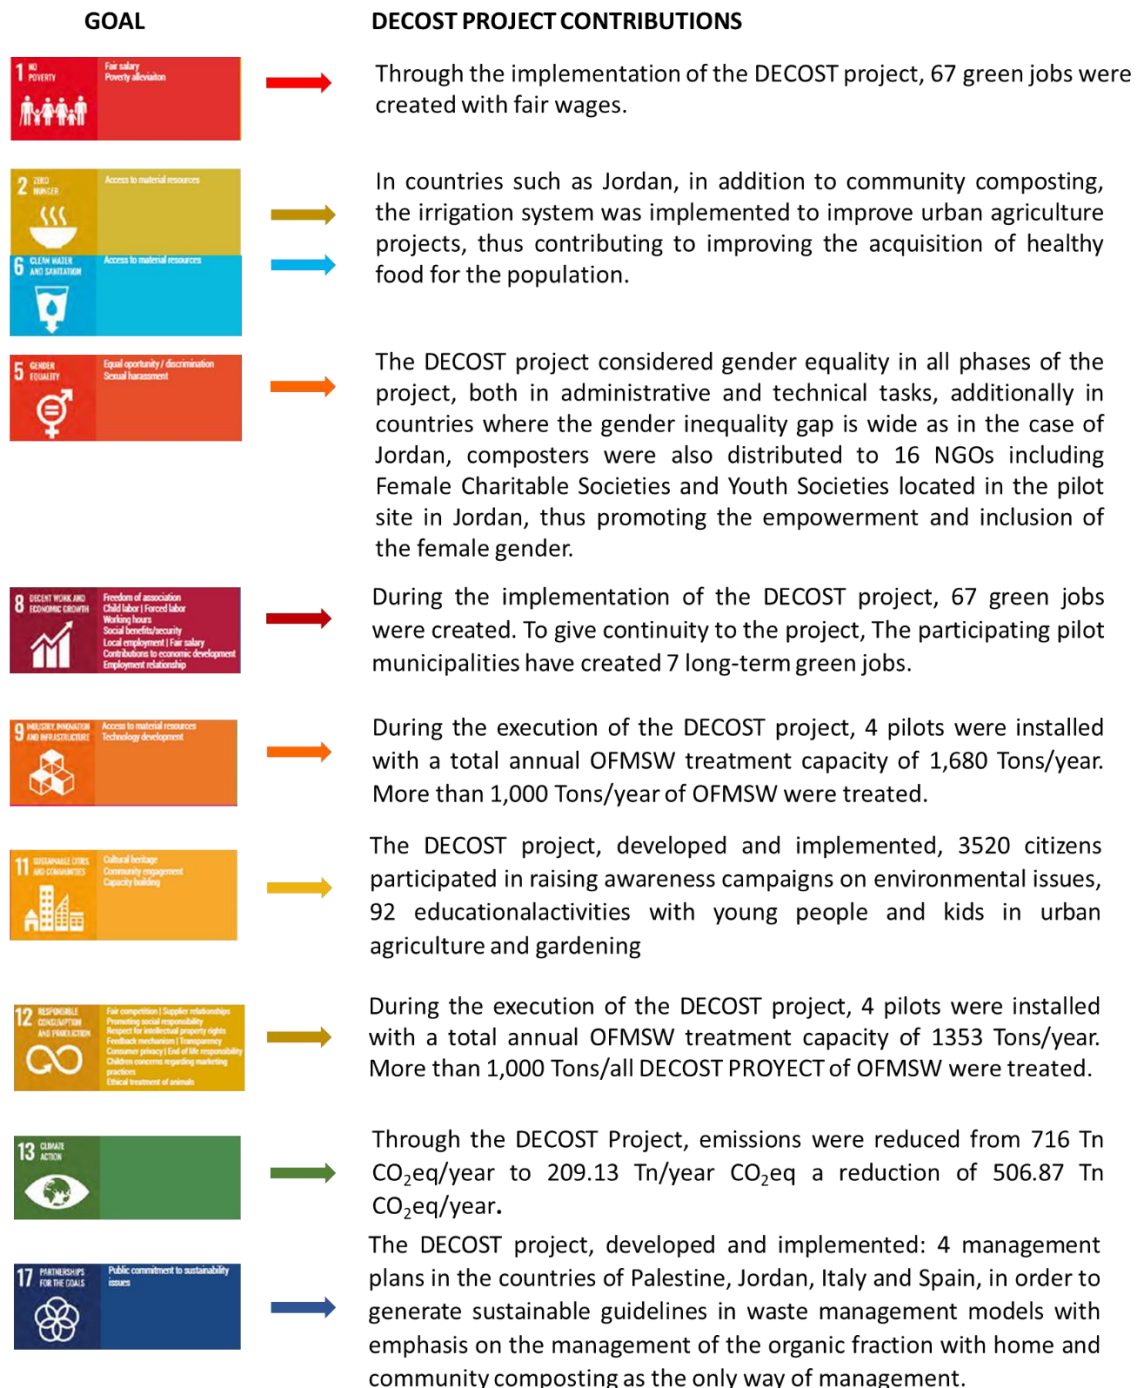 GOAL
DECOST PROJECT CONTRIBUTIONS
1 NO
POVERTY
Fair salary
Poverty alleviaiton
Through the implementation of the DECOST project, 67 green jobs were
created with fair wages.
2 ZERO
HUNGER
Access to material resources
6 CLEAN WATER
AND SANITATION
Access to material resources
In countries such as Jordan, in addition to community composting,
the irrigation system was implemented to improve urban agriculture
projects, thus contributing to improving the acquisition of healthy
food for the population.
5 GENDER
EQUALITY
Equal oportunity / discrimination
Sexual harassment
The DECOST project considered gender equality in all phases of the
project, both in administrative and technical tasks, additionally in
countries where the gender inequality gap is wide as in the case of
Jordan, composters were also distributed to 16 NGOs including
Female Charitable Societies and Youth Societies located in the pilot
site in Jordan, thus promoting the empowerment and inclusion of
the female gender.
8 DECENT WORK AND
ECONOMIC GROWTH
Freedom of association
Child labor | Forced labor
Working hours
Social benefits/security
Local employment | Fair salary
Contributions to economic development
Employment relationship
During the implementation of the DECOST project, 67 green jobs
were created. To give continuity to the project, The participating pilot
municipalities have created 7 long-term green jobs.
9 INDUSTRY, INNOVATION
AND INFRASTRUCTURE
Access to material resources
Technology development
During the execution of the DECOST project, 4 pilots were installed
with a total annual OFMSW treatment capacity of 1,680 Tons/year.
More than 1,000 Tons/year of OFMSW were treated.
11 SUSTAINABLE CITIES
AND COMMUNITIES
Cultural heritage
Community engagement
Capacity building
The DECOST project, developed and implemented, 3520 citizens
participated in raising awareness campaigns on environmental issues,
92 educationalactivities with young people and kids in urban
agriculture and gardening
12 RESPONSIBLE
CONSUMPTION
AND PRODUCTION
Fair competition | Supplier relationships
Promoting social responsibility
Respect for intellectual property rights
Feedback mechanism | Transparency
Consumer privacy | End of life responsibility
Children concerns regarding marketing
practices
Ethical treatment of animals
During the execution of the DECOST project, 4 pilots were installed
with a total annual OFMSW treatment capacity of 1353 Tons/year.
More than 1,000 Tons/all DECOST PROYECT of OFMSW were treated.
13 CLIMATE
ACTION
Through the DECOST Project, emissions were reduced from 716 Tn
CO₂eq/year to 209.13 Tn/year CO₂eq a reduction of 506.87 Tn
CO₂eq/year.
17 PARTNERSHIPS
FOR THE GOALS
Public commitment to sustainability
issues
The DECOST project, developed and implemented: 4 management
plans in the countries of Palestine, Jordan, Italy and Spain, in order to
generate sustainable guidelines in waste management models with
emphasis on the management of the organic fraction with home and
community composting as the only way of management.